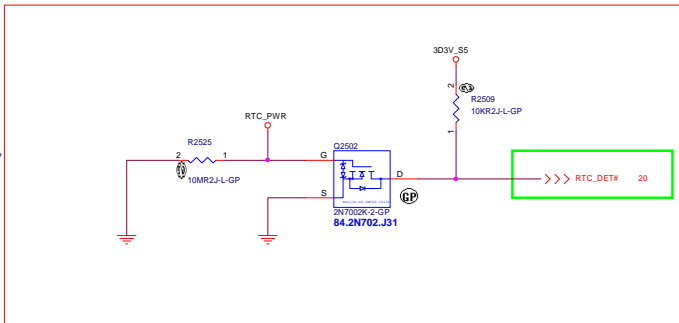 3D3V_S5
2
R2509
10KR2J-L-GP
1
RTC_PWR
R2525
2
1
10MR2J-L-GP
Q2502
G
D
S
GP
2N7002K-2-GP
84.2N702.J31
RTC_DET# 20